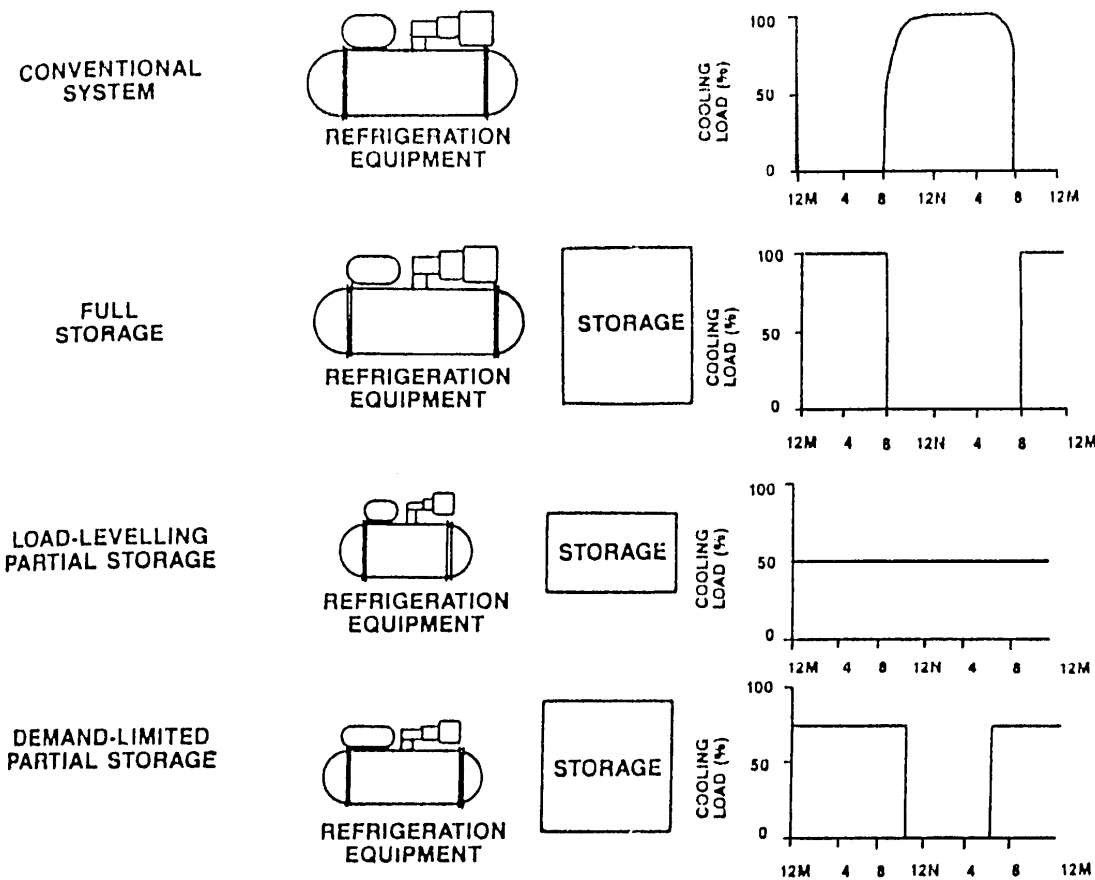 CONVENTIONAL
SYSTEM
REFRIGERATION
EQUIPMENT
COOLING
LOAD (%)
100
50
0
12M 4 8 12N 4 8 12M
FULL
STORAGE
REFRIGERATION
EQUIPMENT
STORAGE
COOLING
LOAD (%)
100
50
0
12M 4 8 12N 4 8 12M
LOAD-LEVELLING
PARTIAL STORAGE
REFRIGERATION
EQUIPMENT
STORAGE
COOLING
LOAD (%)
100
50
0
12M 4 8 12N 4 8 12M
DEMAND-LIMITED
PARTIAL STORAGE
REFRIGERATION
EQUIPMENT
STORAGE
COOLING
LOAD (%)
100
50
0
12M 4 8 12N 4 8 12M